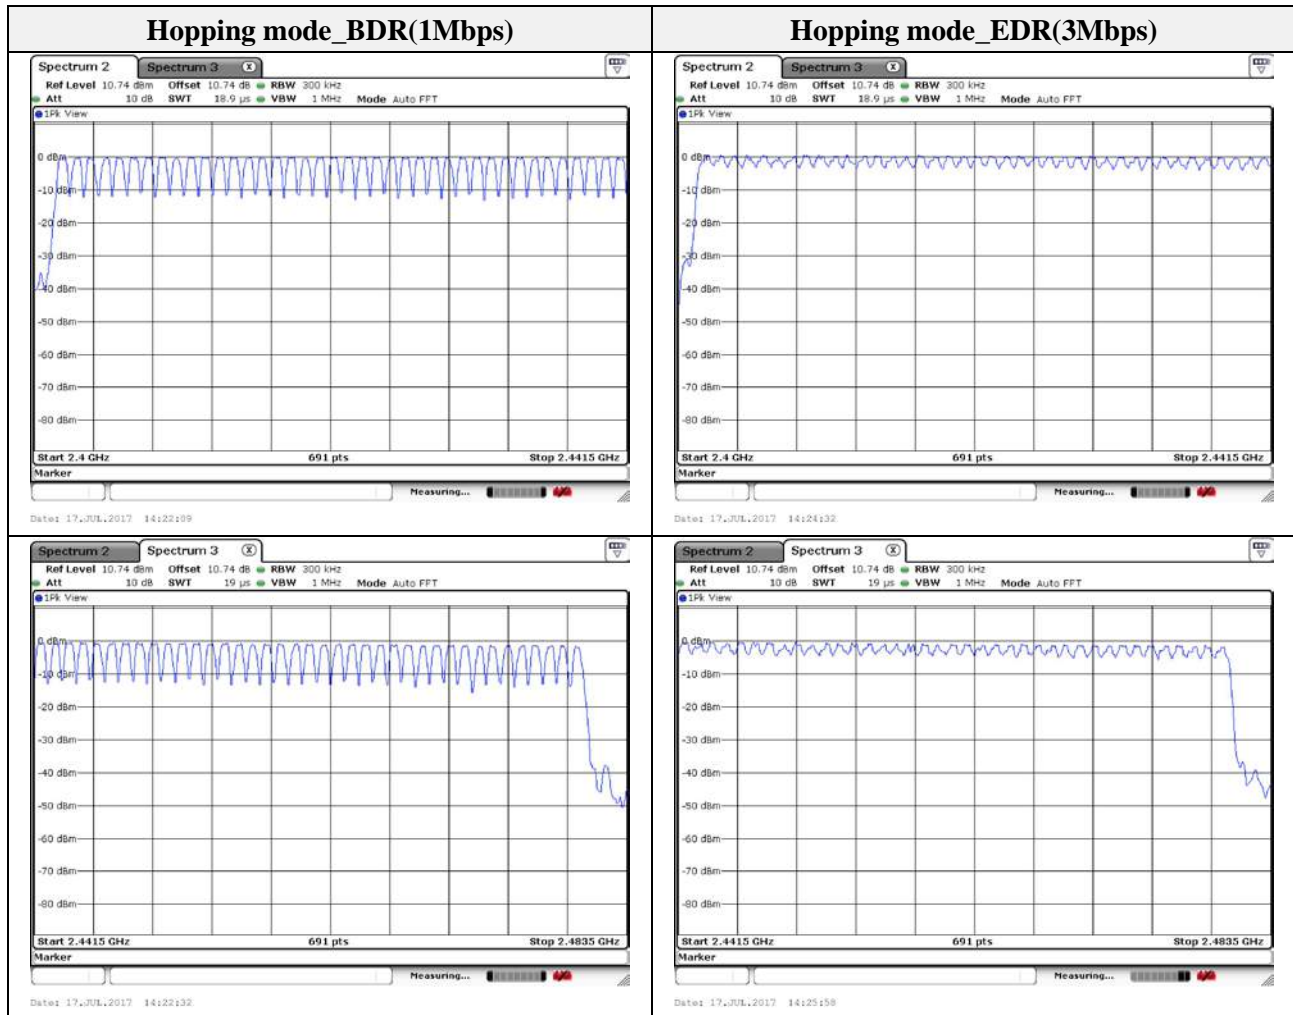 Hopping mode_BDR(1Mbps)
Hopping mode_EDR(3Mbps)
Spectrum 2 Spectrum 3 X
Ref Level 10.74 dBm Offset 10.74 dB RBW 300 kHz
Att 10 dB SWT 18.9 µs VBW 1 MHz Mode Auto FFT
1Pk View
0 dBm
-10 dBm
-20 dBm
-30 dBm
-40 dBm
-50 dBm
-60 dBm
-70 dBm
-80 dBm
Start 2.4 GHz 691 pts Stop 2.4415 GHz
Marker
Measuring...
Date: 17.JUL.2017 14:22:09
Spectrum 2 Spectrum 3 X
Ref Level 10.74 dBm Offset 10.74 dB RBW 300 kHz
Att 10 dB SWT 18.9 µs VBW 1 MHz Mode Auto FFT
1Pk View
0 dBm
-10 dBm
-20 dBm
-30 dBm
-40 dBm
-50 dBm
-60 dBm
-70 dBm
-80 dBm
Start 2.4 GHz 691 pts Stop 2.4415 GHz
Marker
Measuring...
Date: 17.JUL.2017 14:24:32
Spectrum 2 Spectrum 3 X
Ref Level 10.74 dBm Offset 10.74 dB RBW 300 kHz
Att 10 dB SWT 19 µs VBW 1 MHz Mode Auto FFT
1Pk View
0 dBm
-10 dBm
-20 dBm
-30 dBm
-40 dBm
-50 dBm
-60 dBm
-70 dBm
-80 dBm
Start 2.4415 GHz 691 pts Stop 2.4835 GHz
Marker
Measuring...
Date: 17.JUL.2017 14:22:32
Spectrum 2 Spectrum 3 X
Ref Level 10.74 dBm Offset 10.74 dB RBW 300 kHz
Att 10 dB SWT 19 µs VBW 1 MHz Mode Auto FFT
1Pk View
0 dBm
-10 dBm
-20 dBm
-30 dBm
-40 dBm
-50 dBm
-60 dBm
-70 dBm
-80 dBm
Start 2.4415 GHz 691 pts Stop 2.4835 GHz
Marker
Measuring...
Date: 17.JUL.2017 14:25:58